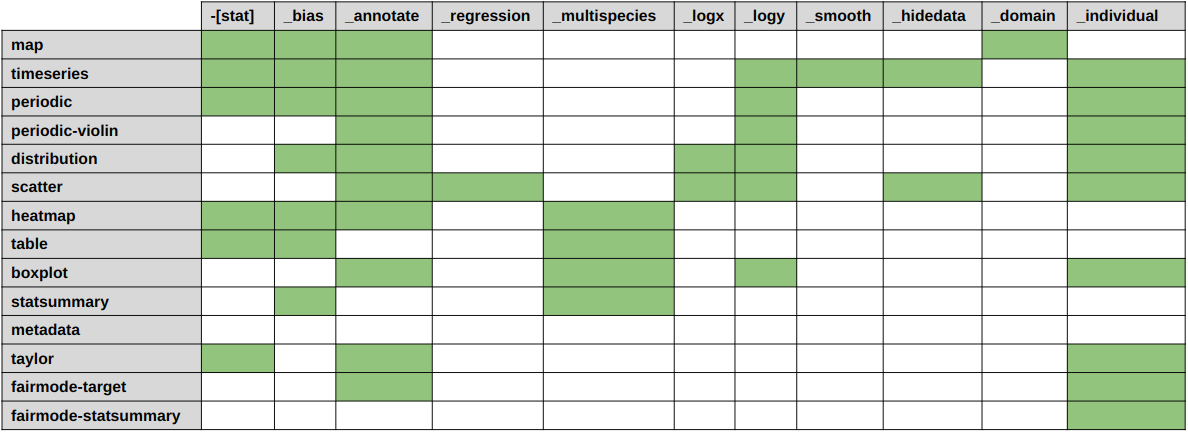 -[stat] _bias _annotate _regression _multispecies _logx _logy _smooth _hidedata _domain _individual
map
timeseries
periodic
periodic-violin
distribution
scatter
heatmap
table
boxplot
statsummary
metadata
taylor
fairmode-target
fairmode-statsummary